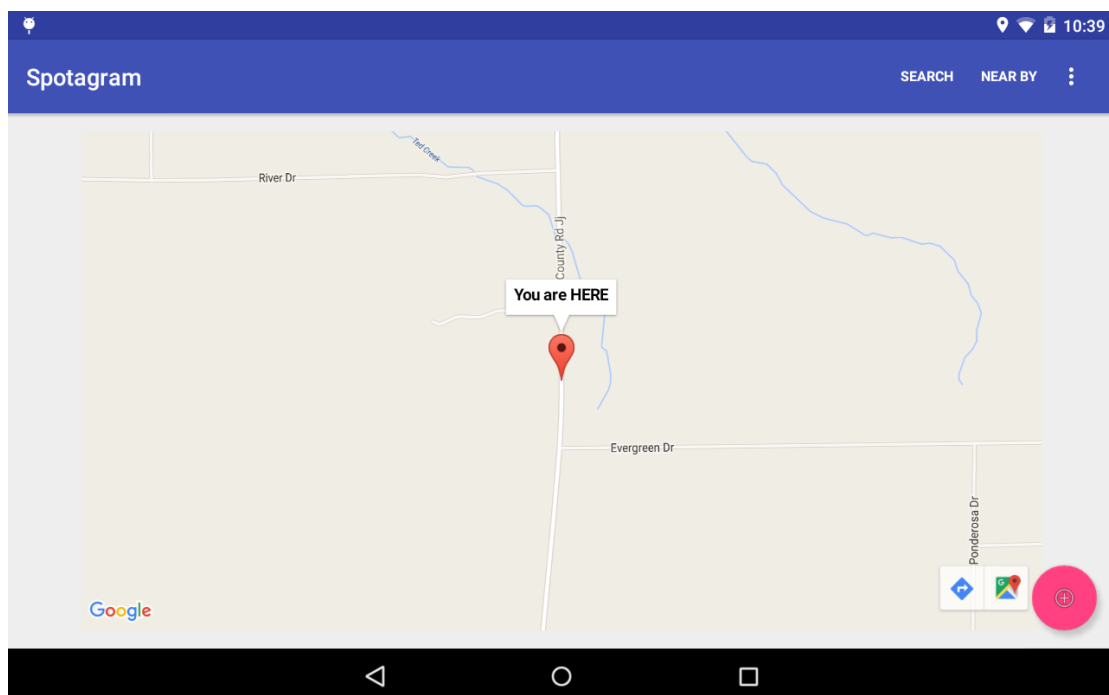 10:39
Spotagram
SEARCH
NEAR BY
Ted Creek
River Dr
County Rd Jj
You are HERE
Evergreen Dr
Ponderosa Dr
Google